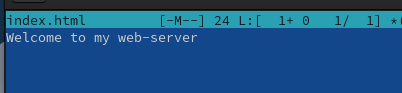 index.html [-M--] 24 L:[ 1+ 0 1/ 1] *(
Welcome to my web-server